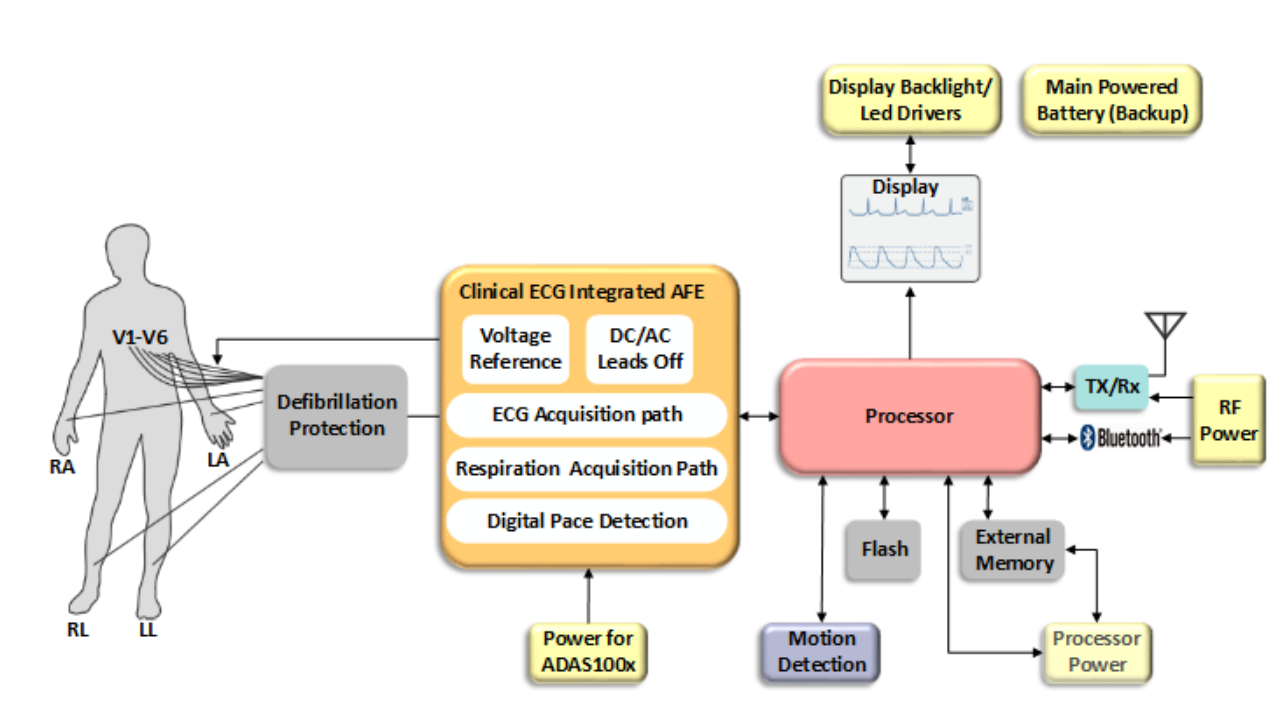 Display Backlight/
Led Drivers
Main Powered
Battery (Backup)
Display
Clinical ECG Integrated AFE
Voltage
Reference
DC/AC
Leads Off
ECG Acquisition path
Respiration Acquisition Path
Digital Pace Detection
V1-V6
RA
LA
RL
LL
Defibrillation
Protection
Processor
TX/Rx
Bluetooth
RF
Power
Flash
External
Memory
Power for
ADAS100x
Motion
Detection
Processor
Power